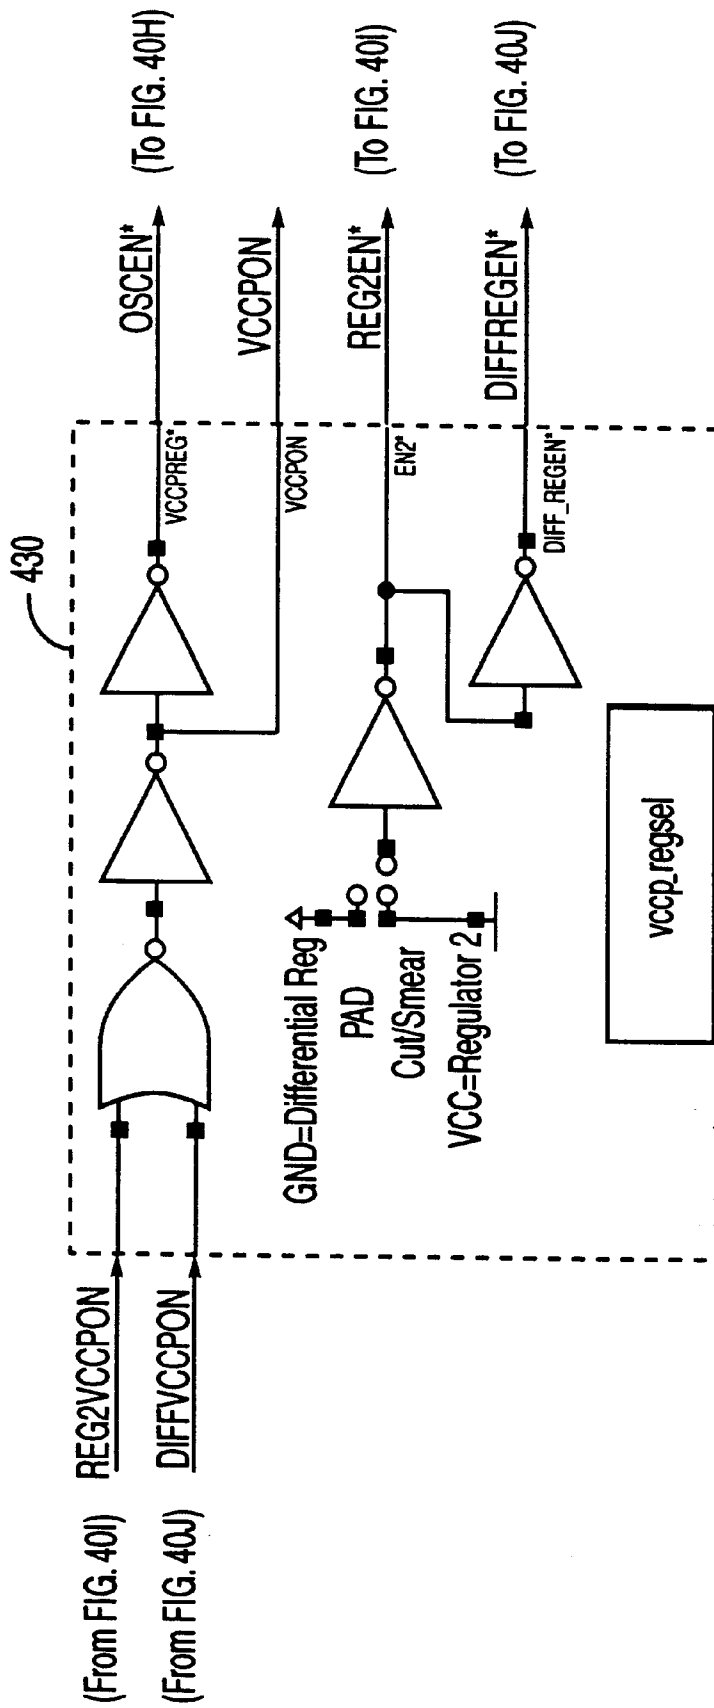 430
(From FIG. 40I) REG2VCCPON
(From FIG. 40J) DIFFVCCPON
VCCPREG*
OSCEN*
(To FIG. 40H)
VCCPON
VCCPON
GND=Differential Reg
PAD
Cut/Smear
VCC=Regulator 2
EN2*
REG2EN*
(To FIG. 40I)
DIFF_REGEN*
DIFFREGEN*
(To FIG. 40J)
vccp_regsel